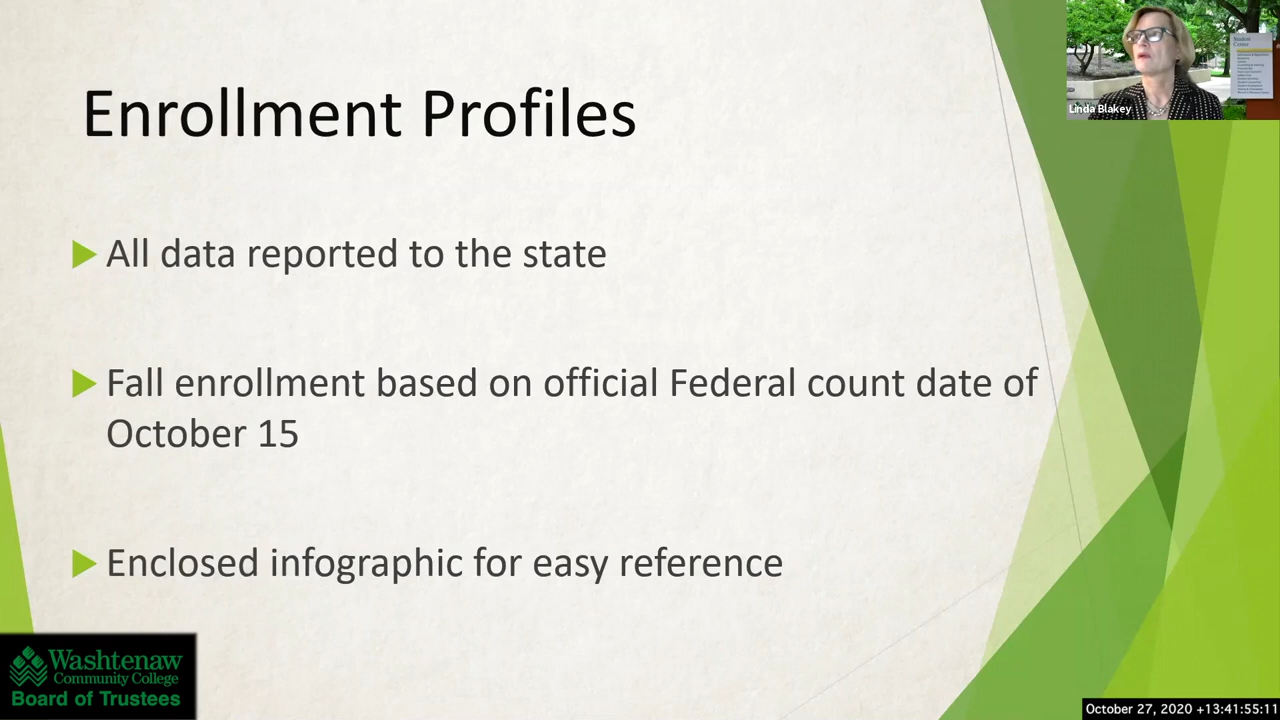 Enrollment Profiles
All data reported to the state
Fall enrollment based on official Federal count date of
October 15
Enclosed infographic for easy reference
Student
Center
Linda Blakey
Washtenaw
Community College
Board of Trustees
October 27, 2020 +13:41:55:11